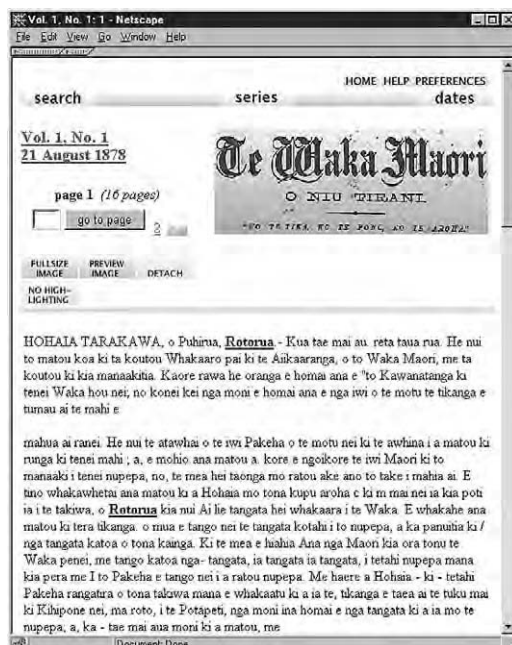 Vol. 1, No. 1: 1 - Netscape
File Edit View Go Window Help
HOME HELP PREFERENCES
search series dates
Vol. 1, No. 1
21 August 1878
Te Waka Maori
O NIU TIRANI.
"KO TE TIKA, KO TE PONO, KO TE AROHA"
page 1 (16 pages)
go to page 2
FULLSIZE IMAGE PREVIEW IMAGE DETACH
NO HIGH-LIGHTING
HOHAIA TARAKAWA, o Puhirua, Rotorua.- Kua tae mai au. reta taua rua. He nui
to matou koa ki ta koutou Whakaaro pai ki te Aiikaaranga, o to Waka Maori, me ta
koutou ki kia manaakitia. Kaore rawa he oranga e homai ana e "to Kawanatanga ki
tenei Waka hou nei; no konei kei nga moni e homai ana e nga iwi o te motu te tikanga e
tumau ai te mahi e
mahua ai ranei. He nui te atawhai o te iwi Pakeha o te motu nei ki te awhina i a matou ki
runga ki tenei mahi ; a, e mohio ana matou a. kore e ngoikore te iwi Maori ki to
manaaki i tenei nupepa, no, te mea hei taonga mo ratou ake ano to take i mahia ai. E
tino whakawhetai ana matou ki a Hohaia mo tona kupu aroha c ki m mai nei ia kia poti
ia i te takiwa, o Rotorua kia nui Ai lie tangata hei whakaara i te Waka. E whakahe ana
matou ki tera tikanga. o mua e tango nei te tangata kotahi i to nupepa, a ka panuitia ki /
nga tangata katoa o tona kainga. Ki te mea e hiahia Ana nga Maori kia ora tonu te
Waka penei, me tango katoa nga- tangata, ia tangata ia tangata, i tetahi nupepa mana
kia pera me I to Pakeha e tango nei i a ratou nupepa. Me haere a Hohaia - ki - tetahi
Pakeha rangatira o tona takiwa mana e whakaatu ki a ia te, tikanga e taea ai te tuku mai
ki Kihipone nei, ma roto, i te Potapeti, nga moni ina homai e nga tangata ki a ia mo te
nupepa; a, ka - tae mai aua moni ki a matou, me
Document: Done